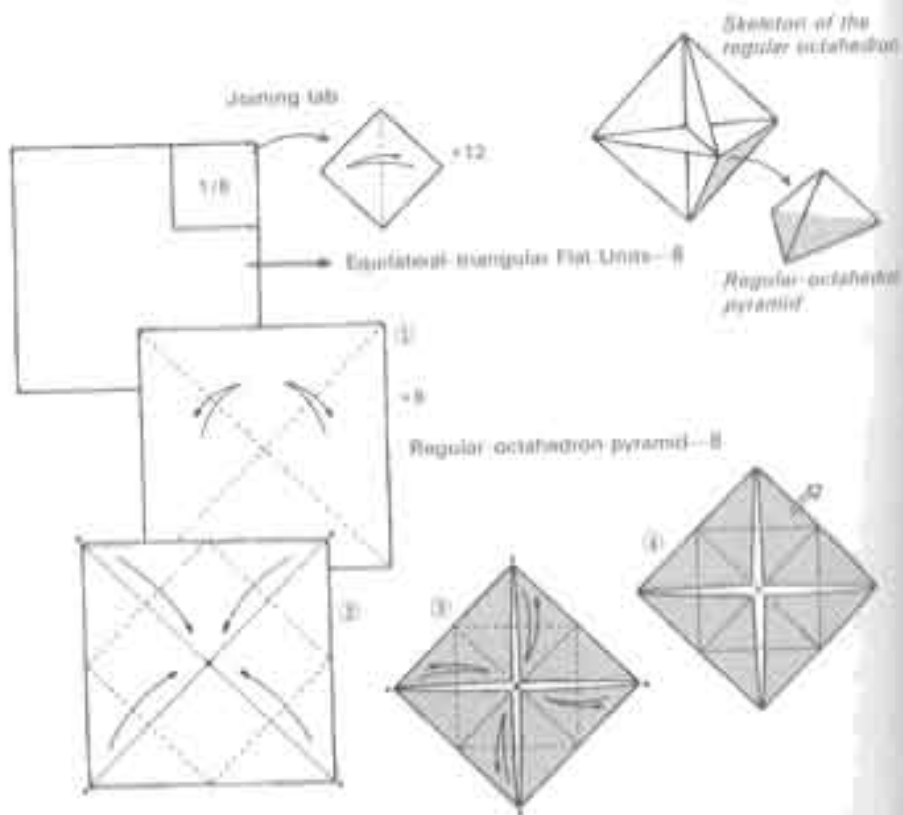 Skeleton of the
regular octahedron
Joining tab
×12
1/8
Equilateral-triangular Flat Units—8
Regular-octahedral
pyramid
①
×8
Regular octahedron pyramid—8
②
③
④